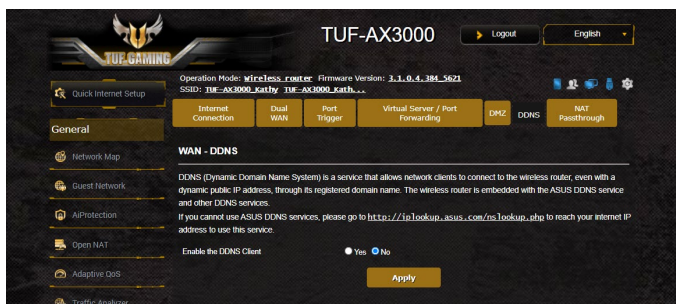 TUF GAMING
TUF-AX3000
Logout
English
Quick Internet Setup
General
Network Map
Guest Network
AiProtection
Open NAT
Adaptive QoS
Traffic Analyzer
Operation Mode: Wireless router Firmware Version: 3.1.0.4.384_5621
SSID: TUF-AX3000_Kathy TUF-AX3000_Kath...
Internet Connection
Dual WAN
Port Trigger
Virtual Server / Port Forwarding
DMZ
DDNS
NAT Passthrough
WAN - DDNS
DDNS (Dynamic Domain Name System) is a service that allows network clients to connect to the wireless router, even with a
dynamic public IP address, through its registered domain name. The wireless router is embedded with the ASUS DDNS service
and other DDNS services.
If you cannot use ASUS DDNS services, please go to http://iplookup.asus.com/nslookup.php to reach your internet IP
address to use this service.
Enable the DDNS Client
Yes No
Apply